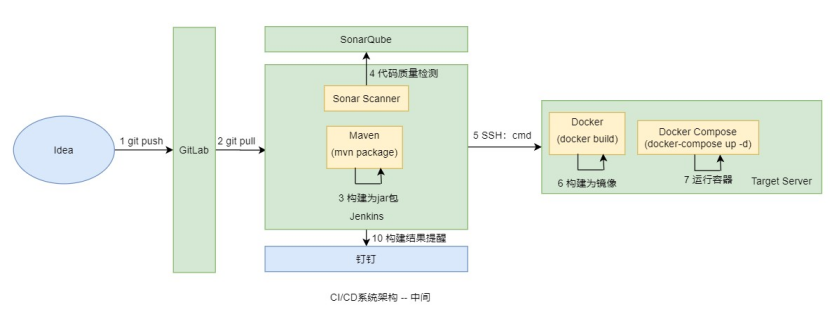 SonarQube
4 代码质量检测
Sonar Scanner
Idea
1 git push
GitLab
2 git pull
Maven
(mvn package)
3 构建为jar包
Jenkins
5 SSH：cmd
Docker
(docker build)
6 构建为镜像
Docker Compose
(docker-compose up -d)
7 运行容器
Target Server
10 构建结果提醒
钉钉
CI/CD系统架构 -- 中间